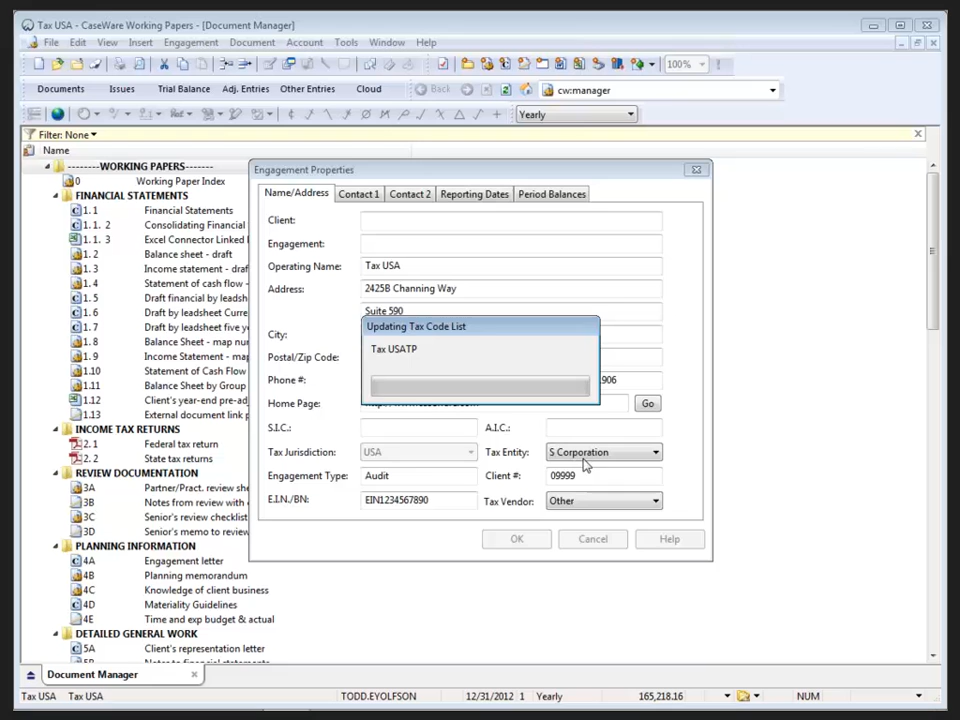 Tax USA - CaseWare Working Papers - [Document Manager]
File Edit View Insert Engagement Document Account Tools Window Help
100%
Documents Issues Trial Balance Adj. Entries Other Entries Cloud Back cw:manager
Yearly
Filter: None
Name
--------WORKING PAPERS-------
0 Working Paper Index
FINANCIAL STATEMENTS
1. 1 Financial Statements
1. 1. 2 Consolidating Financial
1. 1. 3 Excel Connector Linked
1. 2 Balance sheet - draft
1. 3 Income statement - draf
1. 4 Statement of cash flow -
1. 5 Draft financial by leadsh
1. 6 Draft by leadsheet Curre
1. 7 Draft by leadsheet five ye
1. 8 Balance Sheet - map nu
1. 9 Income Statement - map
1.10 Statement of Cash Flow
1.11 Balance Sheet by Group
1.12 Client's year-end pre-adj
1.13 External document link p
INCOME TAX RETURNS
2. 1 Federal tax return
2. 2 State tax returns
REVIEW DOCUMENTATION
3A Partner/Pract. review she
3B Notes from review with c
3C Senior's review checklist
3D Senior's memo to review
PLANNING INFORMATION
4A Engagement letter
4B Planning memorandum
4C Knowledge of client business
4D Materiality Guidelines
4E Time and exp budget & actual
DETAILED GENERAL WORK
5A Client's representation letter
Engagement Properties
Name/Address Contact 1 Contact 2 Reporting Dates Period Balances
Client:
Engagement:
Operating Name: Tax USA
Address: 2425B Channing Way
Suite 590
City:
Postal/Zip Code:
Phone #: 906
Home Page: Go
S.I.C.: A.I.C.:
Tax Jurisdiction: USA Tax Entity: S Corporation
Engagement Type: Audit Client #: 09999
E.I.N./BN: EIN1234567890 Tax Vendor: Other
OK Cancel Help
Updating Tax Code List
Tax USATP
Document Manager
Tax USA Tax USA TODD.EYOLFSON 12/31/2012 1 Yearly 165,218.16 NUM